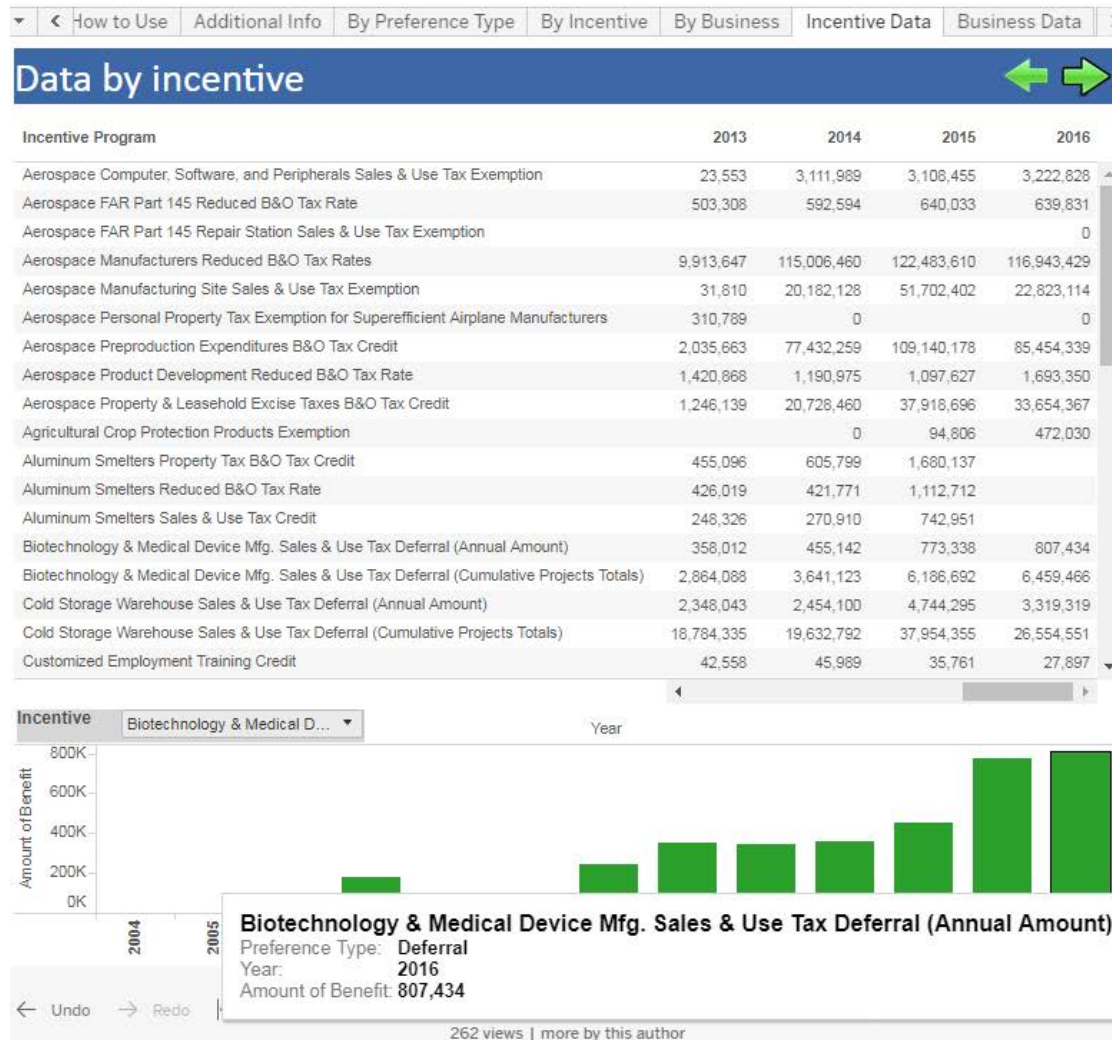 How to Use Additional Info By Preference Type By Incentive By Business Incentive Data Business Data
Data by incentive
Incentive Program 2013 2014 2015 2016
Aerospace Computer, Software, and Peripherals Sales & Use Tax Exemption 23,553 3,111,989 3,108,455 3,222,828
Aerospace FAR Part 145 Reduced B&O Tax Rate 503,308 592,594 640,033 639,831
Aerospace FAR Part 145 Repair Station Sales & Use Tax Exemption 0
Aerospace Manufacturers Reduced B&O Tax Rates 9,913,647 115,006,460 122,483,610 116,943,429
Aerospace Manufacturing Site Sales & Use Tax Exemption 31,810 20,182,128 51,702,402 22,823,114
Aerospace Personal Property Tax Exemption for Superefficient Airplane Manufacturers 310,789 0 0
Aerospace Preproduction Expenditures B&O Tax Credit 2,035,663 77,432,259 109,140,178 85,454,339
Aerospace Product Development Reduced B&O Tax Rate 1,420,868 1,190,975 1,097,627 1,693,350
Aerospace Property & Leasehold Excise Taxes B&O Tax Credit 1,246,139 20,728,460 37,918,696 33,654,367
Agricultural Crop Protection Products Exemption 0 94,806 472,030
Aluminum Smelters Property Tax B&O Tax Credit 455,096 605,799 1,680,137
Aluminum Smelters Reduced B&O Tax Rate 426,019 421,771 1,112,712
Aluminum Smelters Sales & Use Tax Credit 248,326 270,910 742,951
Biotechnology & Medical Device Mfg. Sales & Use Tax Deferral (Annual Amount) 358,012 455,142 773,338 807,434
Biotechnology & Medical Device Mfg. Sales & Use Tax Deferral (Cumulative Projects Totals) 2,864,088 3,641,123 6,186,692 6,459,466
Cold Storage Warehouse Sales & Use Tax Deferral (Annual Amount) 2,348,043 2,454,100 4,744,295 3,319,319
Cold Storage Warehouse Sales & Use Tax Deferral (Cumulative Projects Totals) 18,784,335 19,632,792 37,954,355 26,554,551
Customized Employment Training Credit 42,558 45,989 35,761 27,897
Incentive Biotechnology & Medical D... Year
Amount of Benefit
800K
600K
400K
200K
0K
2004 2005
Biotechnology & Medical Device Mfg. Sales & Use Tax Deferral (Annual Amount)
Preference Type: Deferral
Year: 2016
Amount of Benefit: 807,434
Undo Redo
262 views | more by this author